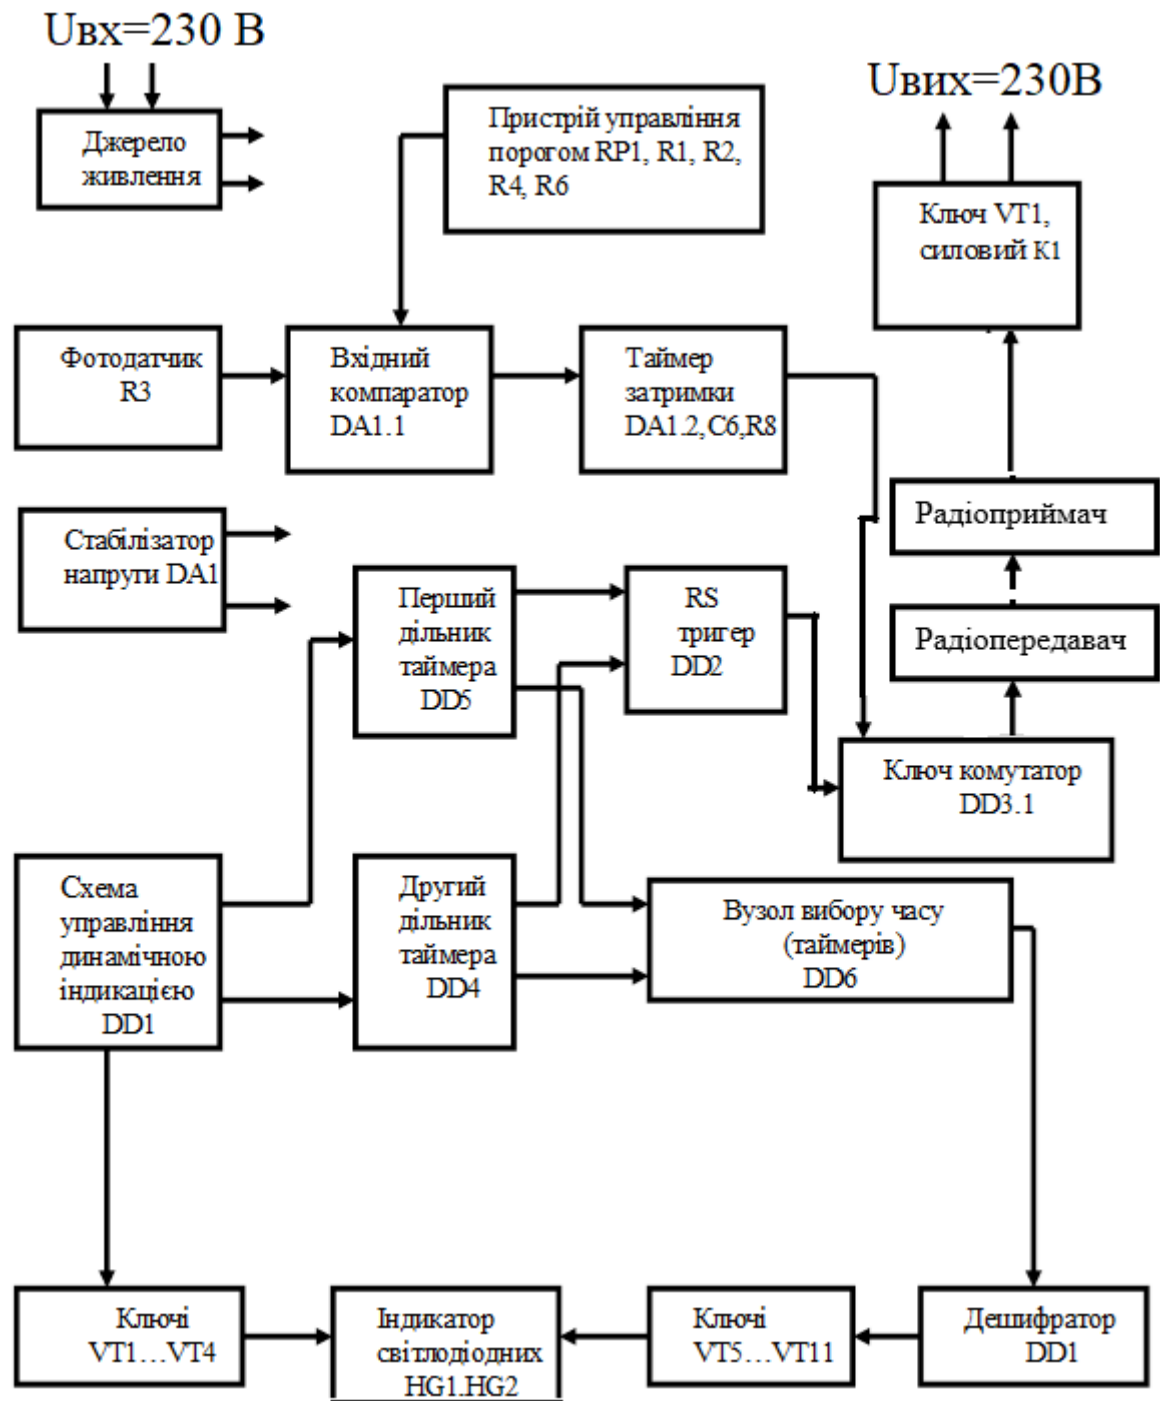 Uвх=230 В
Uвих=230В
Джерело
живлення
Пристрій управління
порогом RP1, R1, R2,
R4, R6
Ключ VT1,
силовий К1
Фотодатчик
R3
Вхідний
компаратор
DA1.1
Таймер
затримки
DA1.2,C6,R8
Радіоприймач
Стабілізатор
напруги DA1
Перший
дільник
таймера
DD5
RS
тригер
DD2
Радіопередавач
Ключ комутатор
DD3.1
Схема
управління
динамічною
індикацією
DD1
Другий
дільник
таймера
DD4
Вузол вибору часу
(таймерів)
DD6
Ключі
VT1...VT4
Індикатор
світлодіодних
HG1.HG2
Ключі
VT5...VT11
Дешифратор
DD1